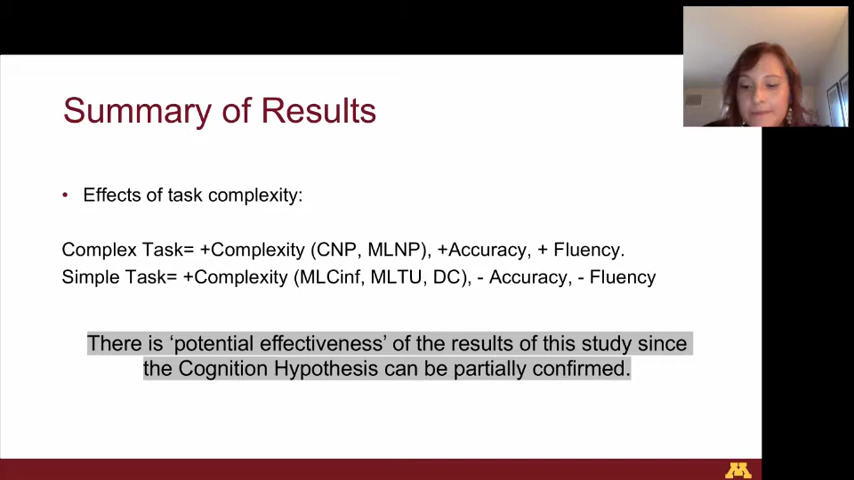 Summary of Results
• Effects of task complexity:
Complex Task= +Complexity (CNP, MLNP), +Accuracy, + Fluency.
Simple Task= +Complexity (MLCinf, MLTU, DC), - Accuracy, - Fluency
There is ‘potential effectiveness’ of the results of this study since
the Cognition Hypothesis can be partially confirmed.
M